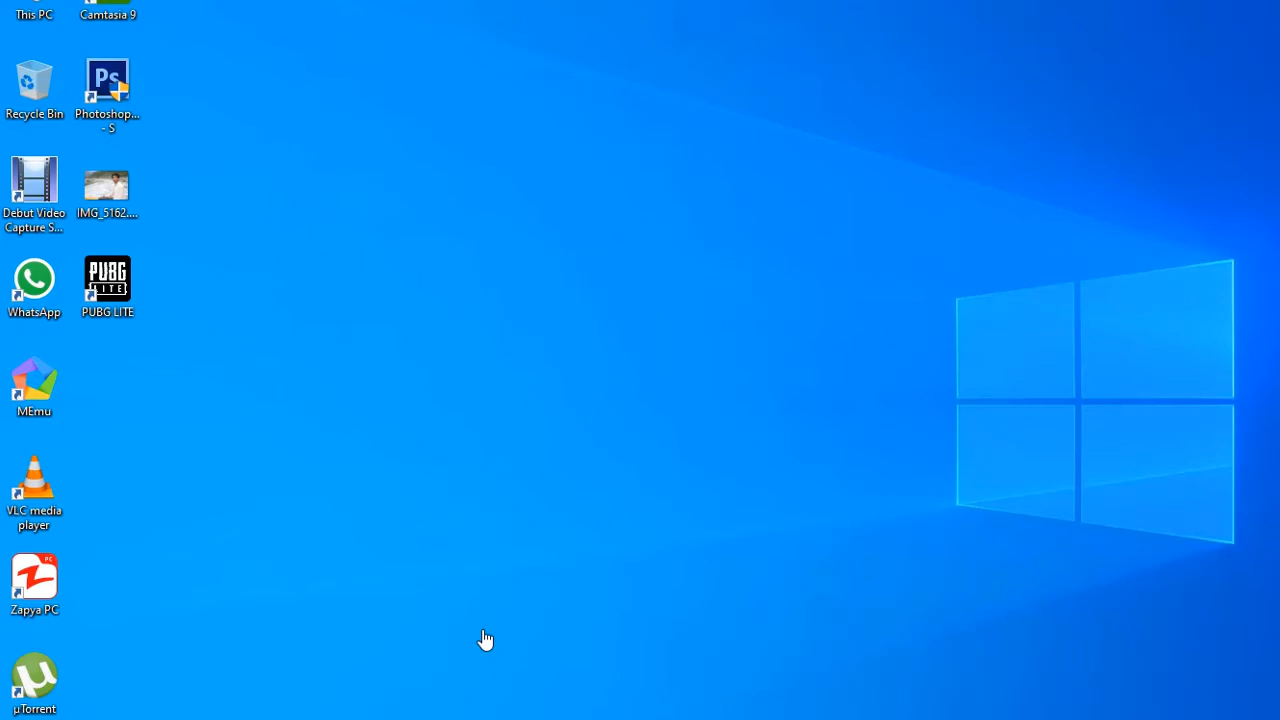 This PC
Camtasia 9
Recycle Bin
Ps
Photoshop...
- S
Debut Video
Capture S...
IMG_5162....
WhatsApp
PUBG
LITE
PUBG LITE
MEmu
VLC media
player
PC
Zapya PC
µ
µTorrent